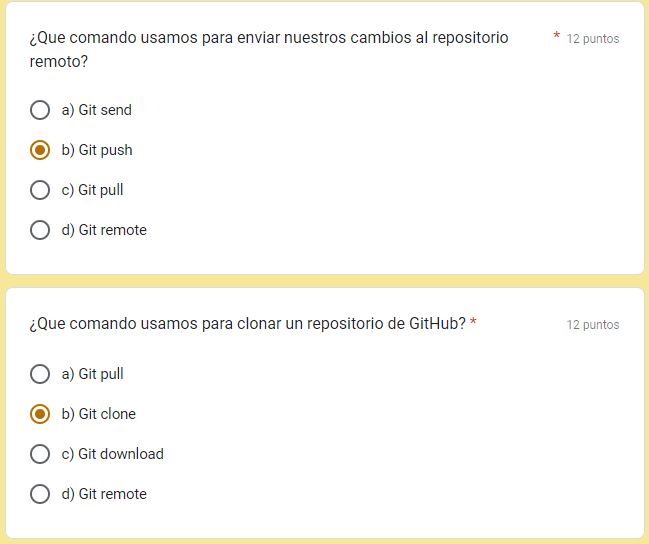 ¿Que comando usamos para enviar nuestros cambios al repositorio remoto? * 12 puntos
a) Git send
b) Git push
c) Git pull
d) Git remote
¿Que comando usamos para clonar un repositorio de GitHub? * 12 puntos
a) Git pull
b) Git clone
c) Git download
d) Git remote